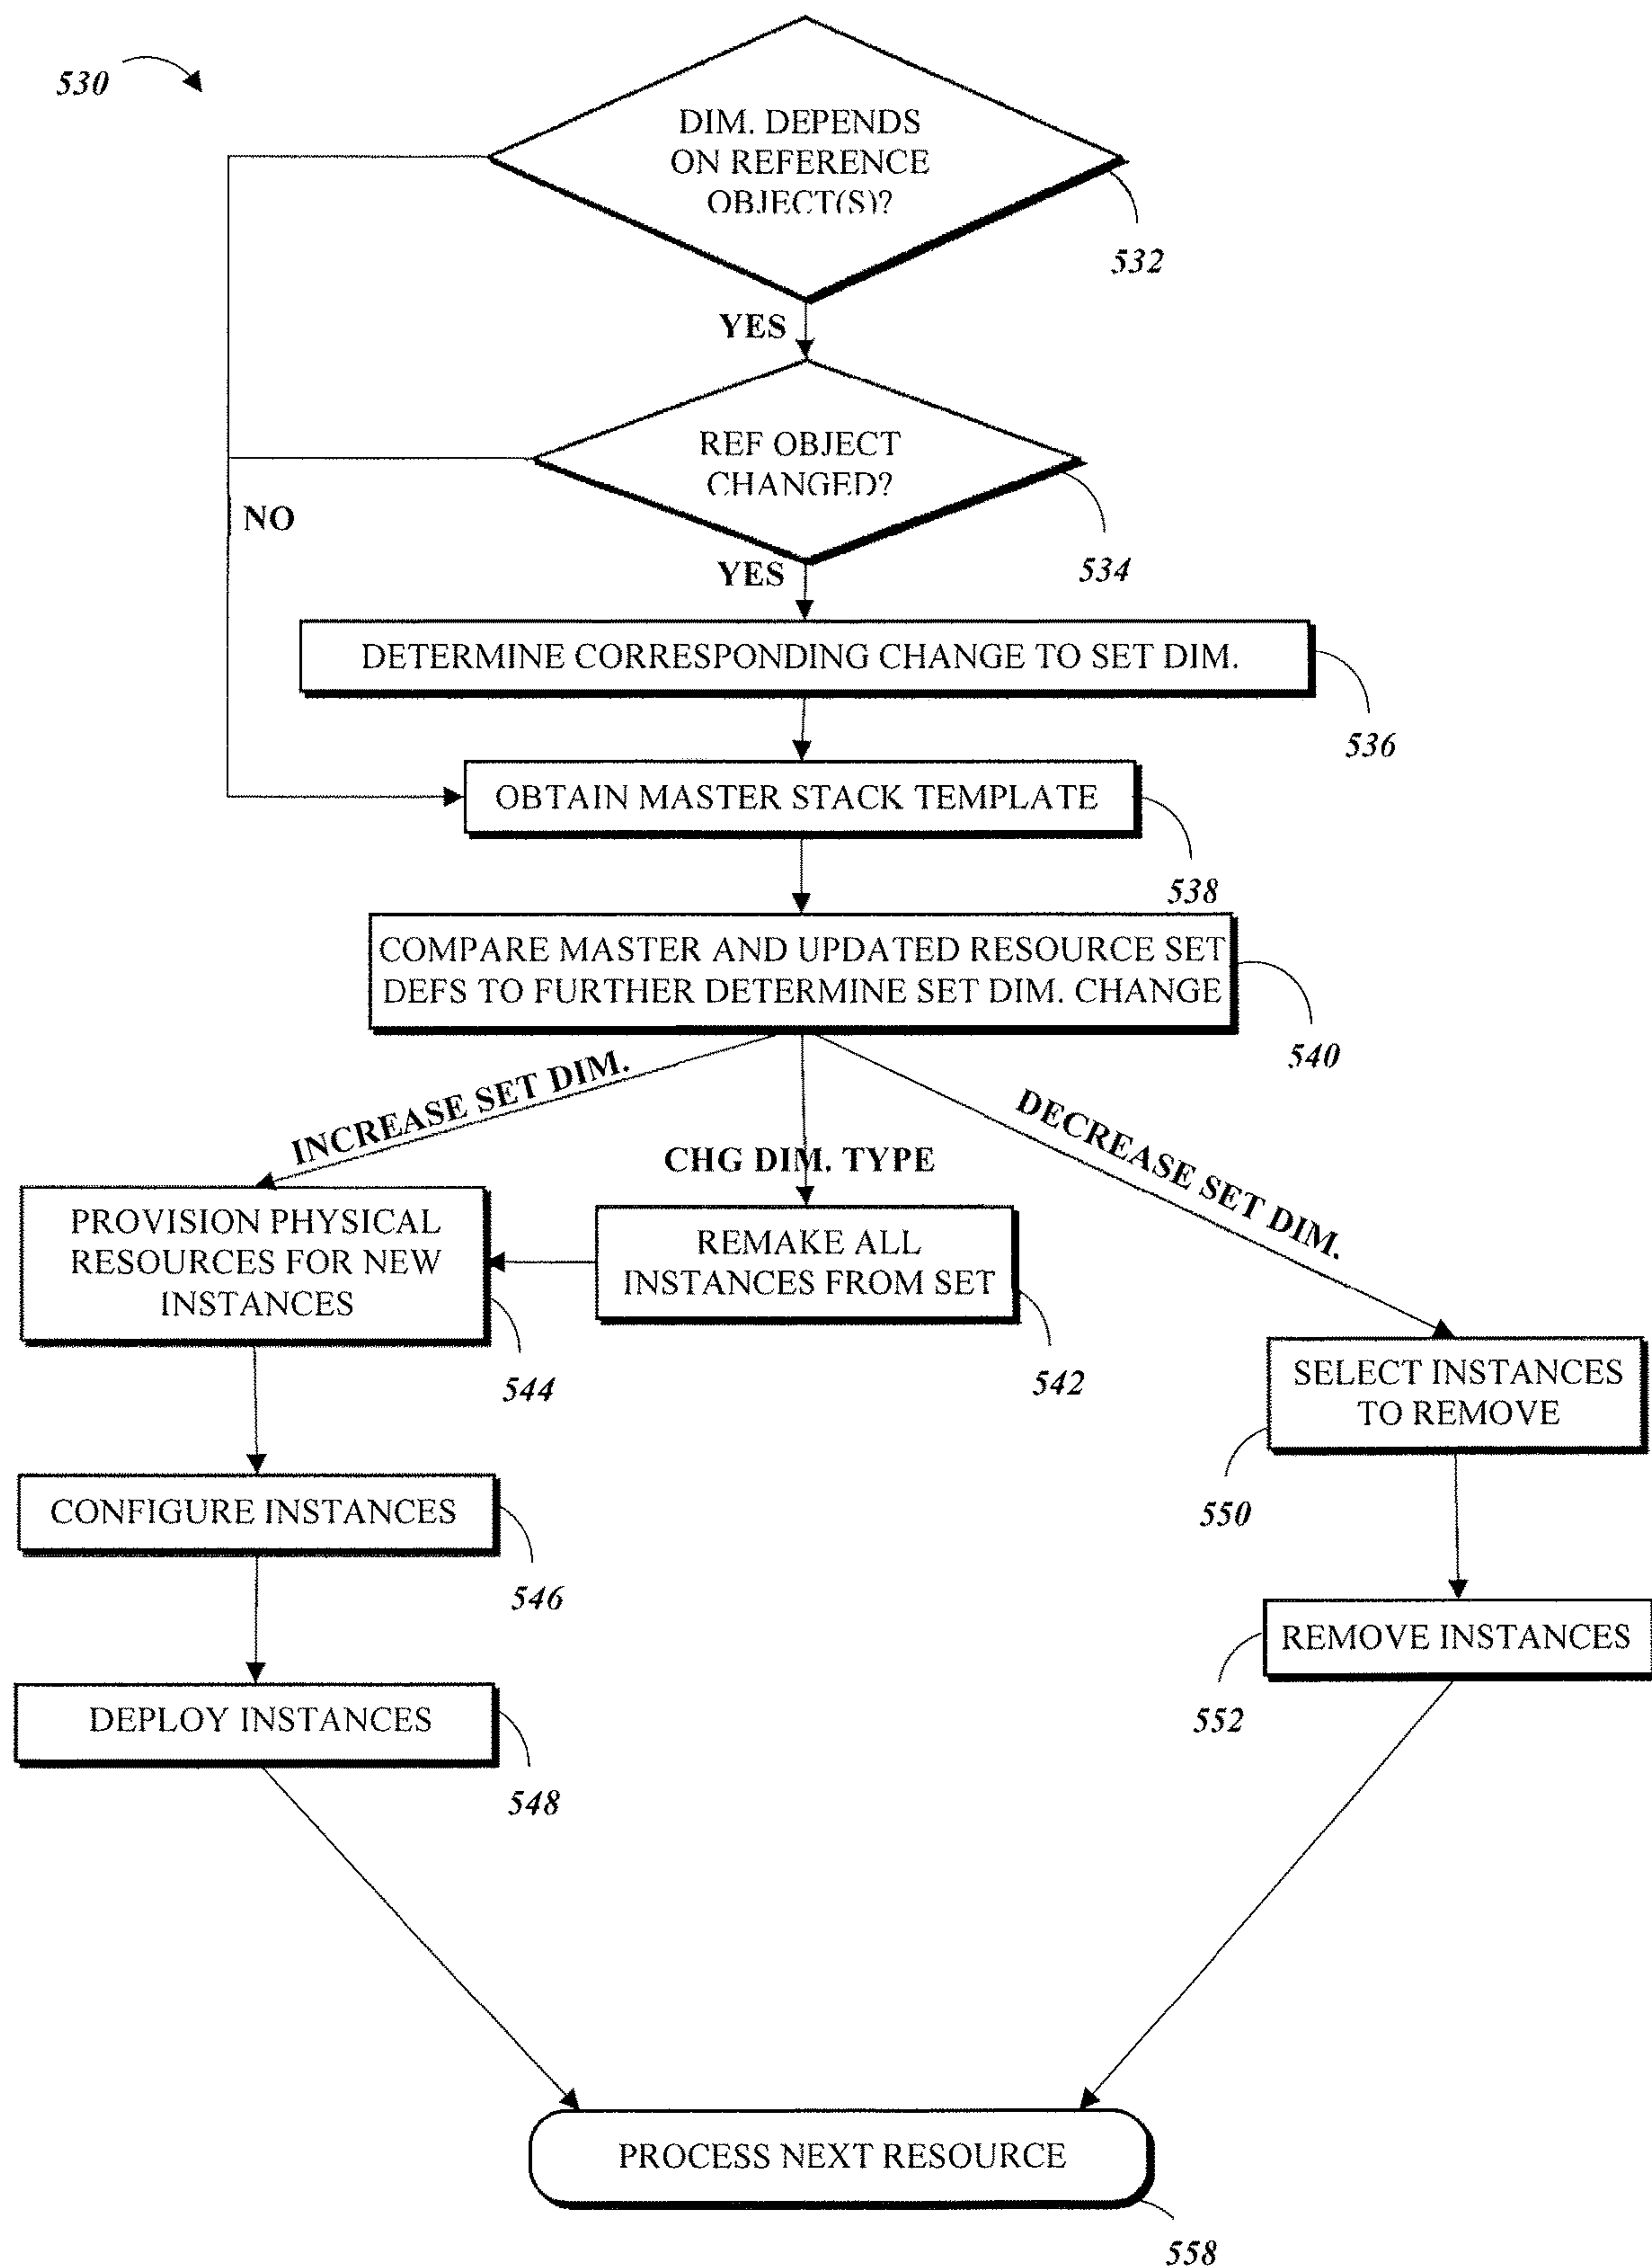 530
DIM. DEPENDS
ON REFERENCE
OBJECT(S)?
532
YES
REF OBJECT
CHANGED?
NO
534
YES
DETERMINE CORRESPONDING CHANGE TO SET DIM.
536
OBTAIN MASTER STACK TEMPLATE
538
COMPARE MASTER AND UPDATED RESOURCE SET
DEFS TO FURTHER DETERMINE SET DIM. CHANGE
540
INCREASE SET DIM.
CHG DIM. TYPE
DECREASE SET DIM.
PROVISION PHYSICAL
RESOURCES FOR NEW
INSTANCES
544
REMAKE ALL
INSTANCES FROM SET
542
SELECT INSTANCES
TO REMOVE
550
CONFIGURE INSTANCES
546
REMOVE INSTANCES
552
DEPLOY INSTANCES
548
PROCESS NEXT RESOURCE
558